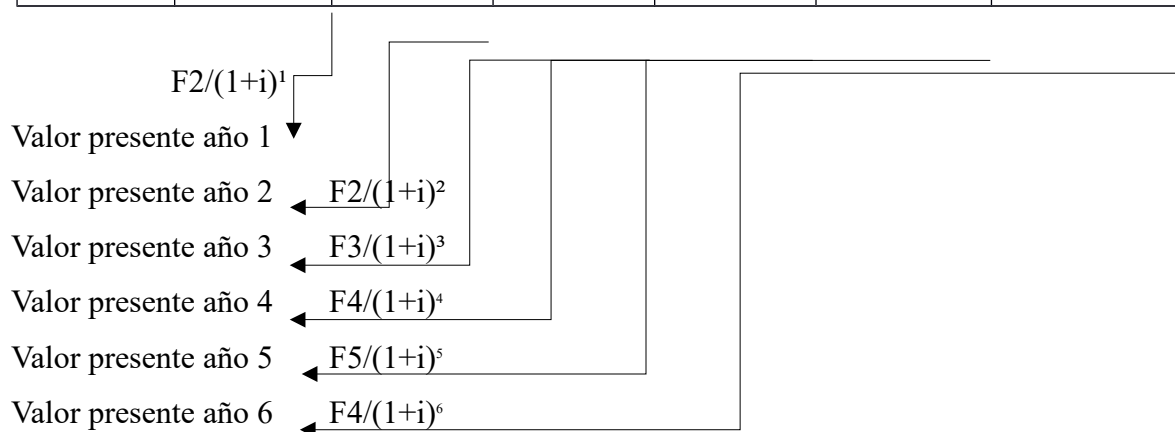 F2/(1+i)¹
Valor presente año 1
Valor presente año 2 F2/(1+i)²
Valor presente año 3 F3/(1+i)³
Valor presente año 4 F4/(1+i)⁴
Valor presente año 5 F5/(1+i)⁵
Valor presente año 6 F4/(1+i)⁶